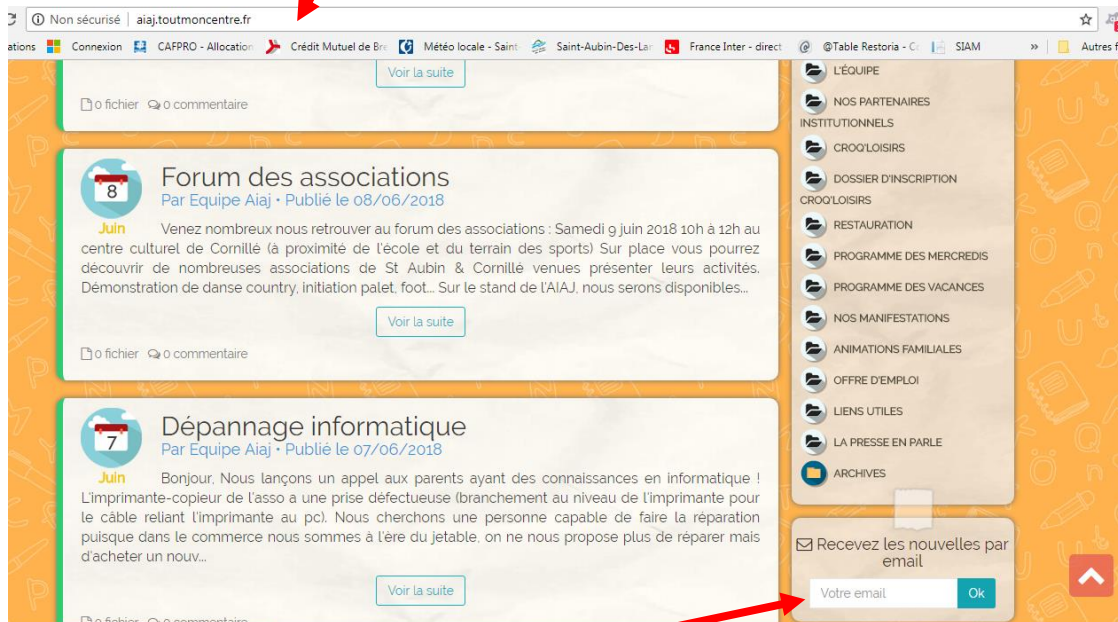 Non sécurisé | aiaj.toutmoncentre.fr
ations Connexion CAFPRO - Allocation Crédit Mutuel de Bre Météo locale - Saint- Saint-Aubin-Des-Lan France Inter - direct @Table Restoria - Co SIAM » Autres f
Voir la suite
0 fichier 0 commentaire
8
Juin
Forum des associations
Par Equipe Aiaj • Publié le 08/06/2018
Venez nombreux nous retrouver au forum des associations : Samedi 9 juin 2018 10h à 12h au
centre culturel de Cornillé (à proximité de l'école et du terrain des sports) Sur place vous pourrez
découvrir de nombreuses associations de St Aubin & Cornillé venues présenter leurs activités.
Démonstration de danse country, initiation palet, foot... Sur le stand de l'AIAJ, nous serons disponibles...
Voir la suite
0 fichier 0 commentaire
7
Juin
Dépannage informatique
Par Equipe Aiaj • Publié le 07/06/2018
Bonjour, Nous lançons un appel aux parents ayant des connaissances en informatique !
L'imprimante-copieur de l'asso a une prise défectueuse (branchement au niveau de l'imprimante pour
le câble reliant l'imprimante au pc). Nous cherchons une personne capable de faire la réparation
puisque dans le commerce nous sommes à l'ère du jetable, on ne nous propose plus de réparer mais
d'acheter un nouv...
Voir la suite
0 fichier 0 commentaire
L'ÉQUIPE
NOS PARTENAIRES
INSTITUTIONNELS
CROQ'LOISIRS
DOSSIER D'INSCRIPTION
CROQ'LOISIRS
RESTAURATION
PROGRAMME DES MERCREDIS
PROGRAMME DES VACANCES
NOS MANIFESTATIONS
ANIMATIONS FAMILIALES
OFFRE D'EMPLOI
LIENS UTILES
LA PRESSE EN PARLE
ARCHIVES
Recevez les nouvelles par
email
Votre email Ok